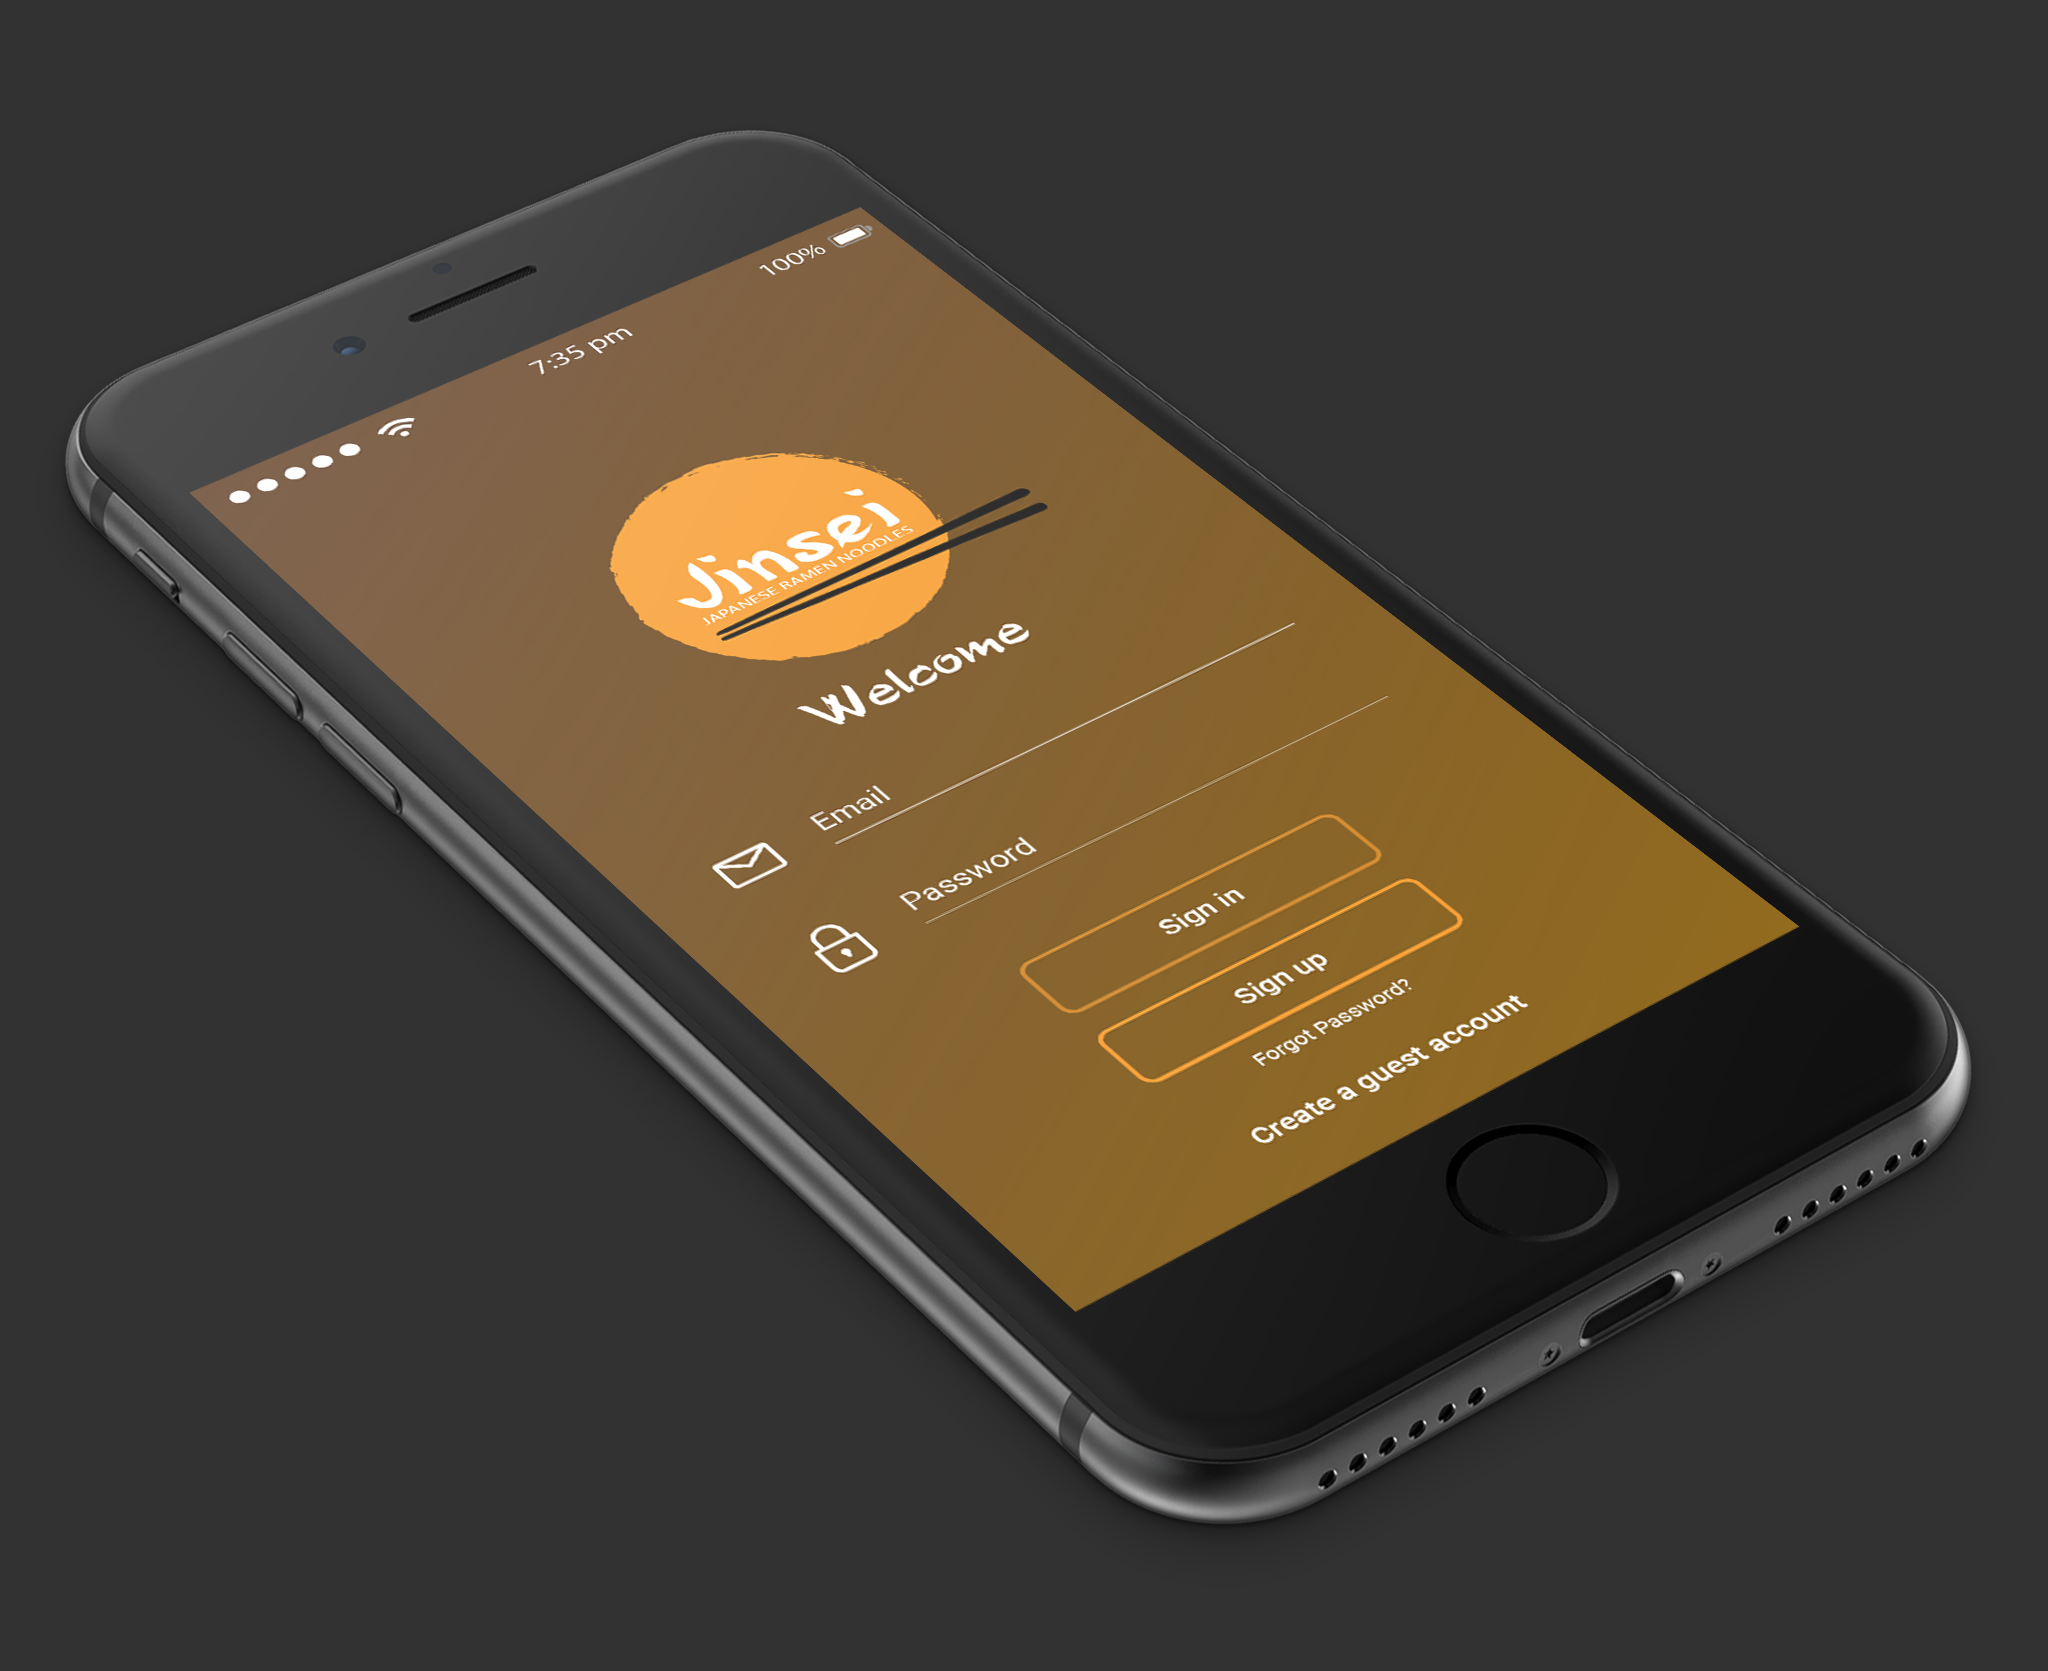 7:35 pm
100%
Jinsei
JAPANESE RAMEN NOODLES
Welcome
Email
Password
Sign in
Sign up
Forgot Password?
Create a guest account